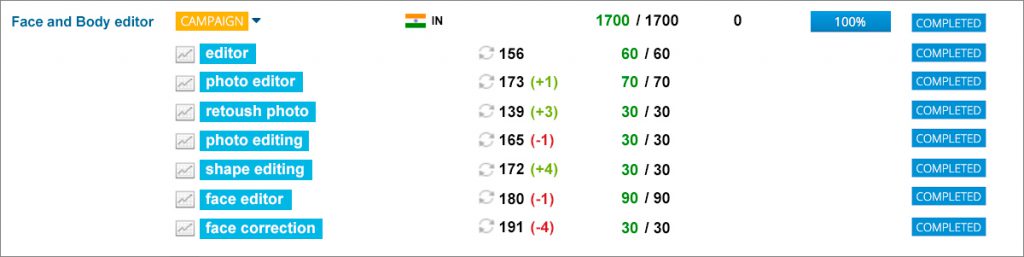 Face and Body editor CAMPAIGN IN 1700 / 1700 0 100% COMPLETED
editor 156 60 / 60 COMPLETED
photo editor 173 (+1) 70 / 70 COMPLETED
retoush photo 139 (+3) 30 / 30 COMPLETED
photo editing 165 (-1) 30 / 30 COMPLETED
shape editing 172 (+4) 30 / 30 COMPLETED
face editor 180 (-1) 90 / 90 COMPLETED
face correction 191 (-4) 30 / 30 COMPLETED